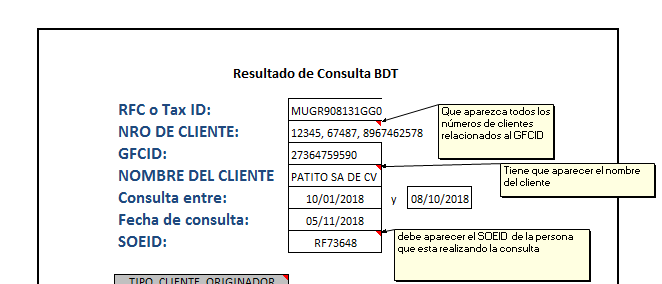 Resultado de Consulta BDT
RFC o Tax ID: MUGR908131GG0
NRO DE CLIENTE: 12345, 67487, 8967462578
Que aparezca todos los
números de clientes
relacionados al GFCID
GFCID: 27364759590
NOMBRE DEL CLIENTE PATITO SA DE CV
Tiene que aparecer el nombre
del cliente
Consulta entre: 10/01/2018 y 08/10/2018
Fecha de consulta: 05/11/2018
SOEID: RF73648
debe aparecer el SOEID de la persona
que esta realizando la consulta
TIPO CLIENTE ORIGINADOR